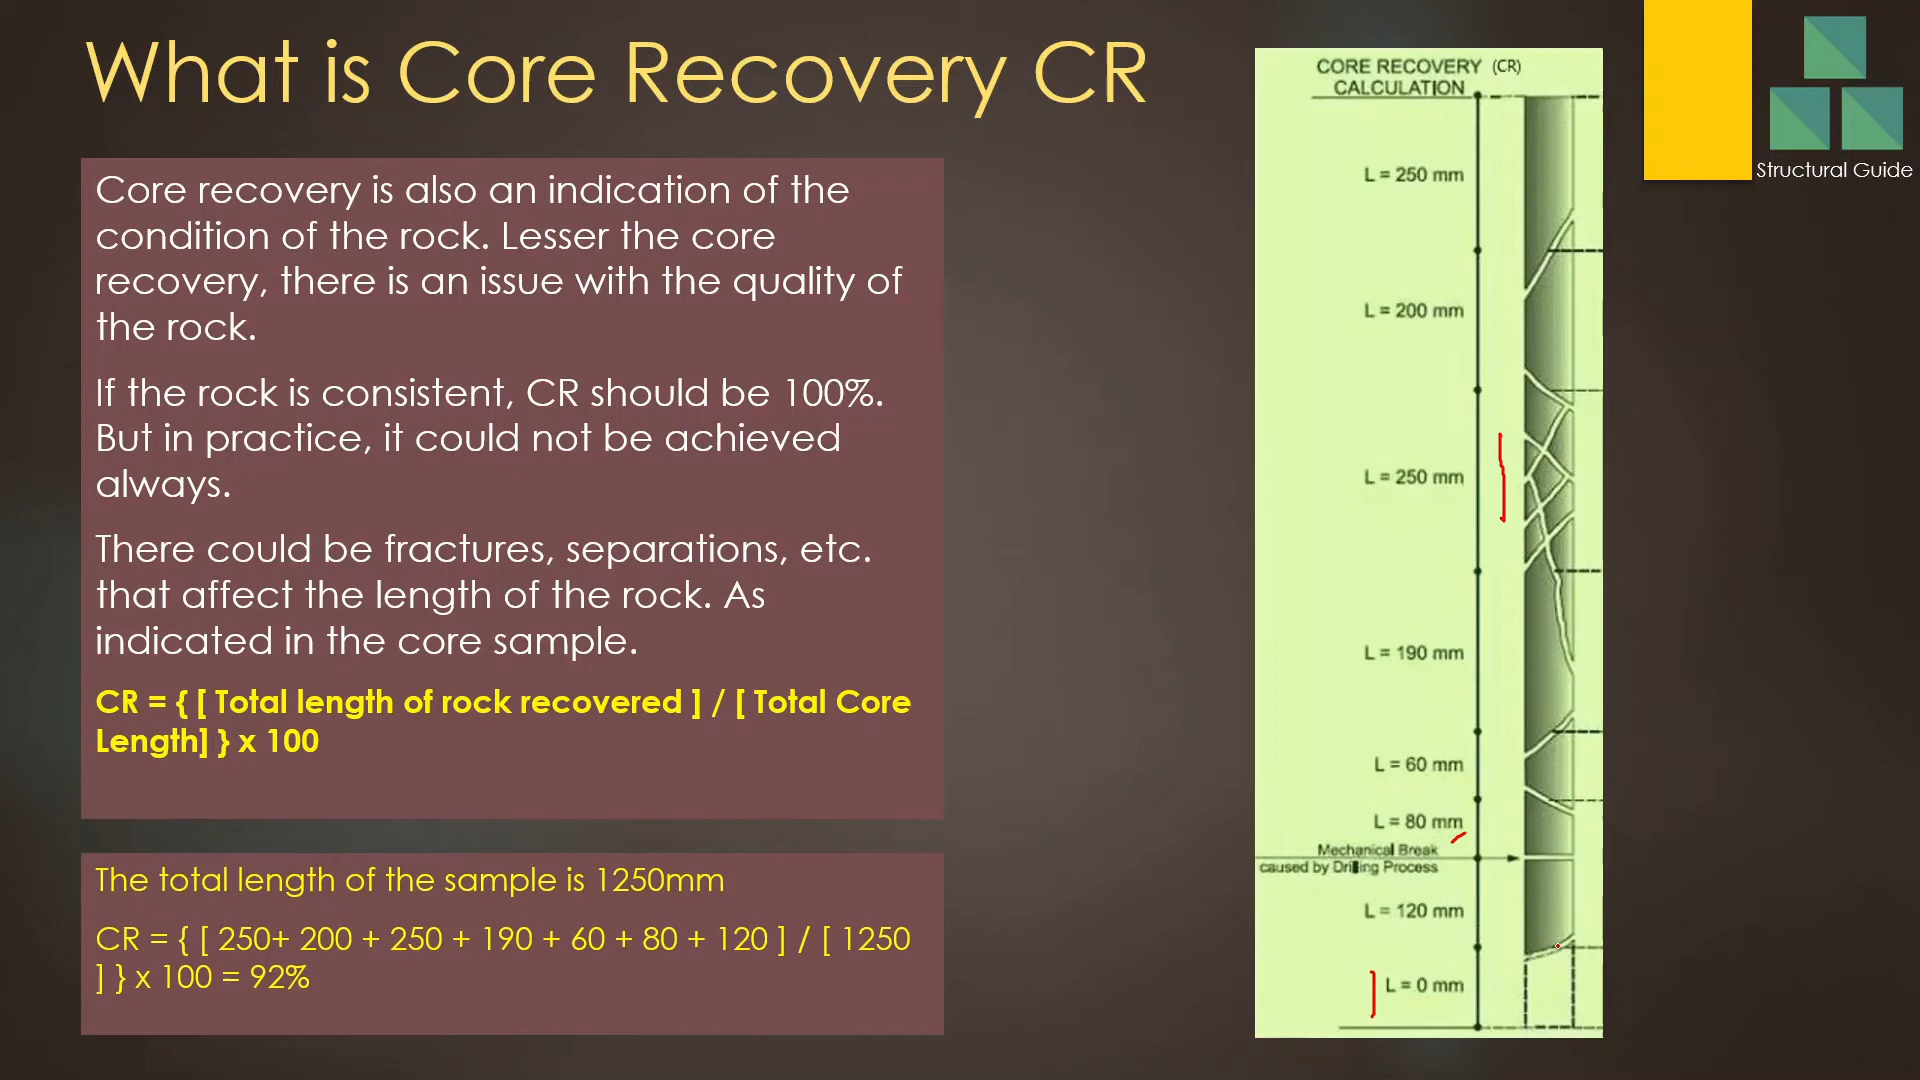 What is Core Recovery CR
Core recovery is also an indication of the
condition of the rock. Lesser the core
recovery, there is an issue with the quality of
the rock.
If the rock is consistent, CR should be 100%.
But in practice, it could not be achieved
always.
There could be fractures, separations, etc.
that affect the length of the rock. As
indicated in the core sample.
CR = { [ Total length of rock recovered ] / [ Total Core
Length] } x 100
The total length of the sample is 1250mm
CR = { [ 250+ 200 + 250 + 190 + 60 + 80 + 120 ] / [ 1250
] } x 100 = 92%
CORE RECOVERY (CR)
CALCULATION
L = 250 mm
L = 200 mm
L = 250 mm
L = 190 mm
L = 60 mm
L = 80 mm
Mechanical Break
caused by Drilling Process
L = 120 mm
L = 0 mm
Structural Guide